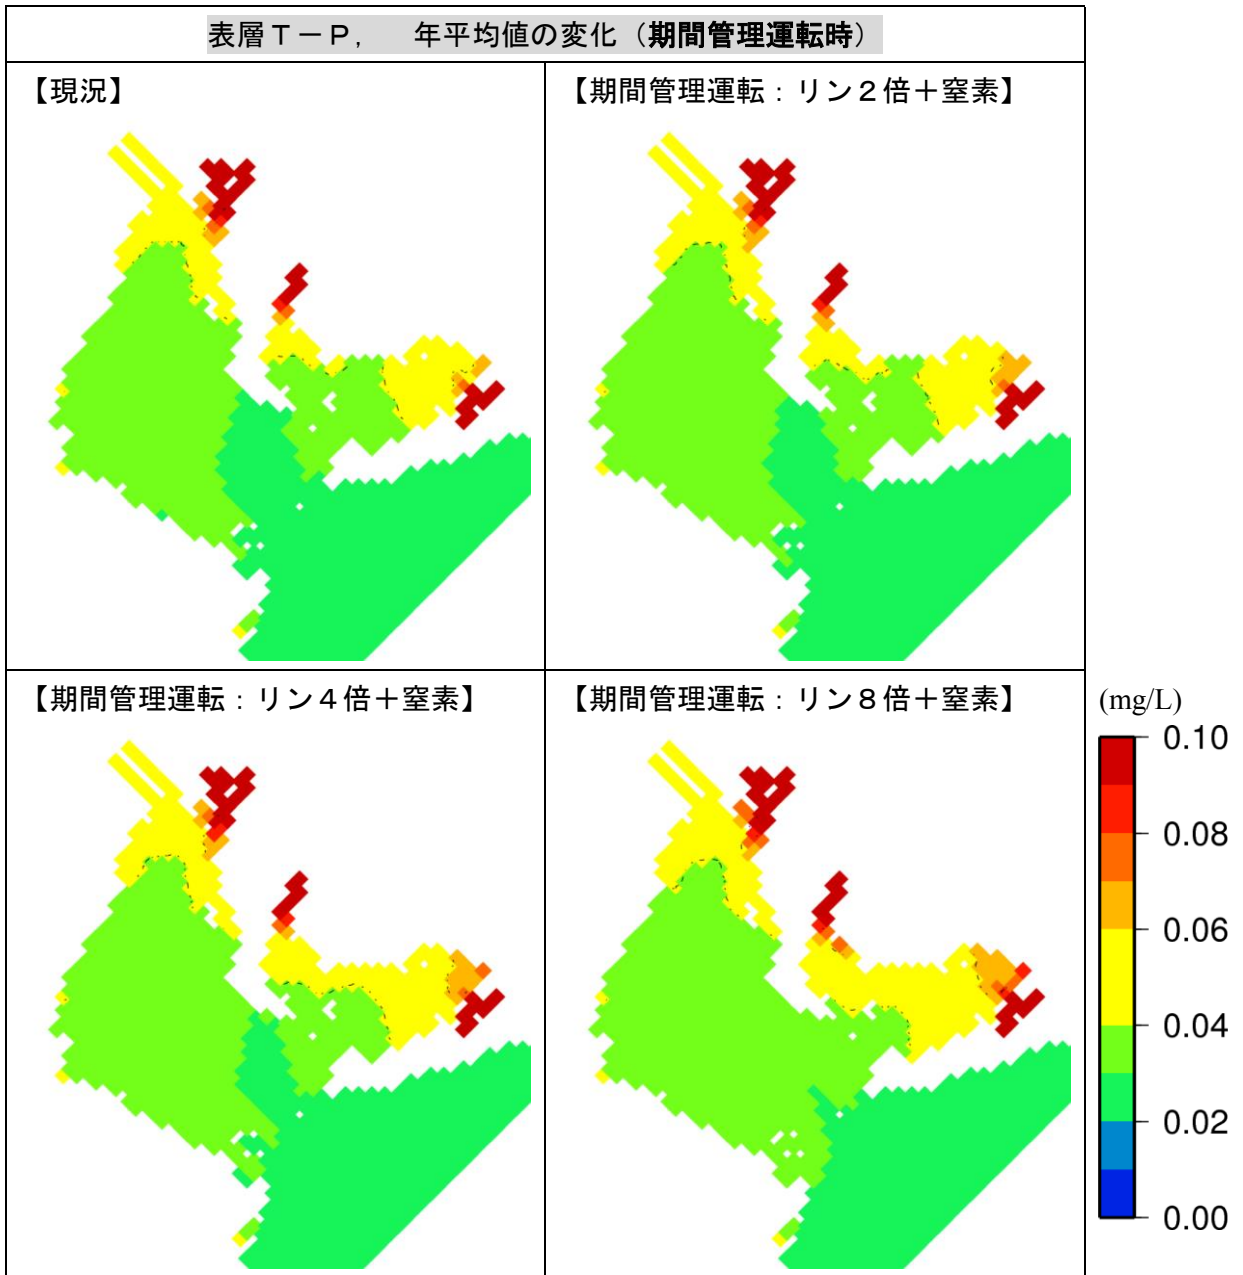 表層Ｔ－Ｐ， 年平均値の変化（期間管理運転時）
【現況】
【期間管理運転：リン２倍＋窒素】
【期間管理運転：リン４倍＋窒素】
【期間管理運転：リン８倍＋窒素】
(mg/L)
0.10
0.08
0.06
0.04
0.02
0.00